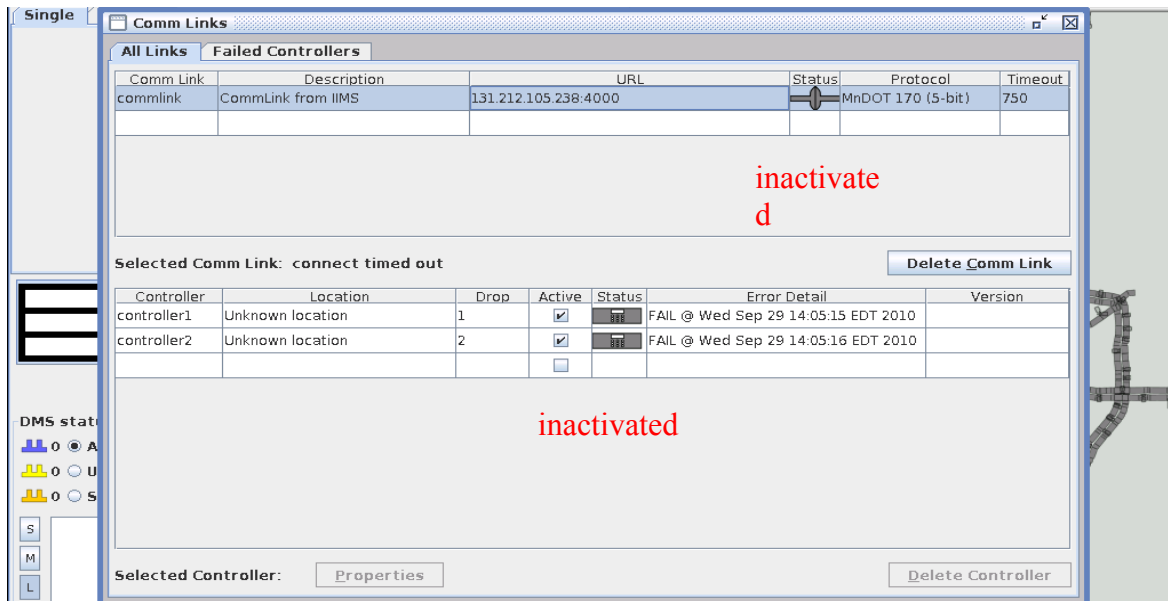 Single
Comm Links
All Links Failed Controllers
Comm Link Description URL Status Protocol Timeout
commlink CommLink from IIMS 131.212.105.238:4000 MnDOT 170 (5-bit) 750
inactivate
d
Selected Comm Link: connect timed out Delete Comm Link
Controller Location Drop Active Status Error Detail Version
controller1 Unknown location 1 FAIL @ Wed Sep 29 14:05:15 EDT 2010
controller2 Unknown location 2 FAIL @ Wed Sep 29 14:05:16 EDT 2010
inactivated
DMS statu
0 A
0 U
0 S
S
M
L
Selected Controller: Properties Delete Controller